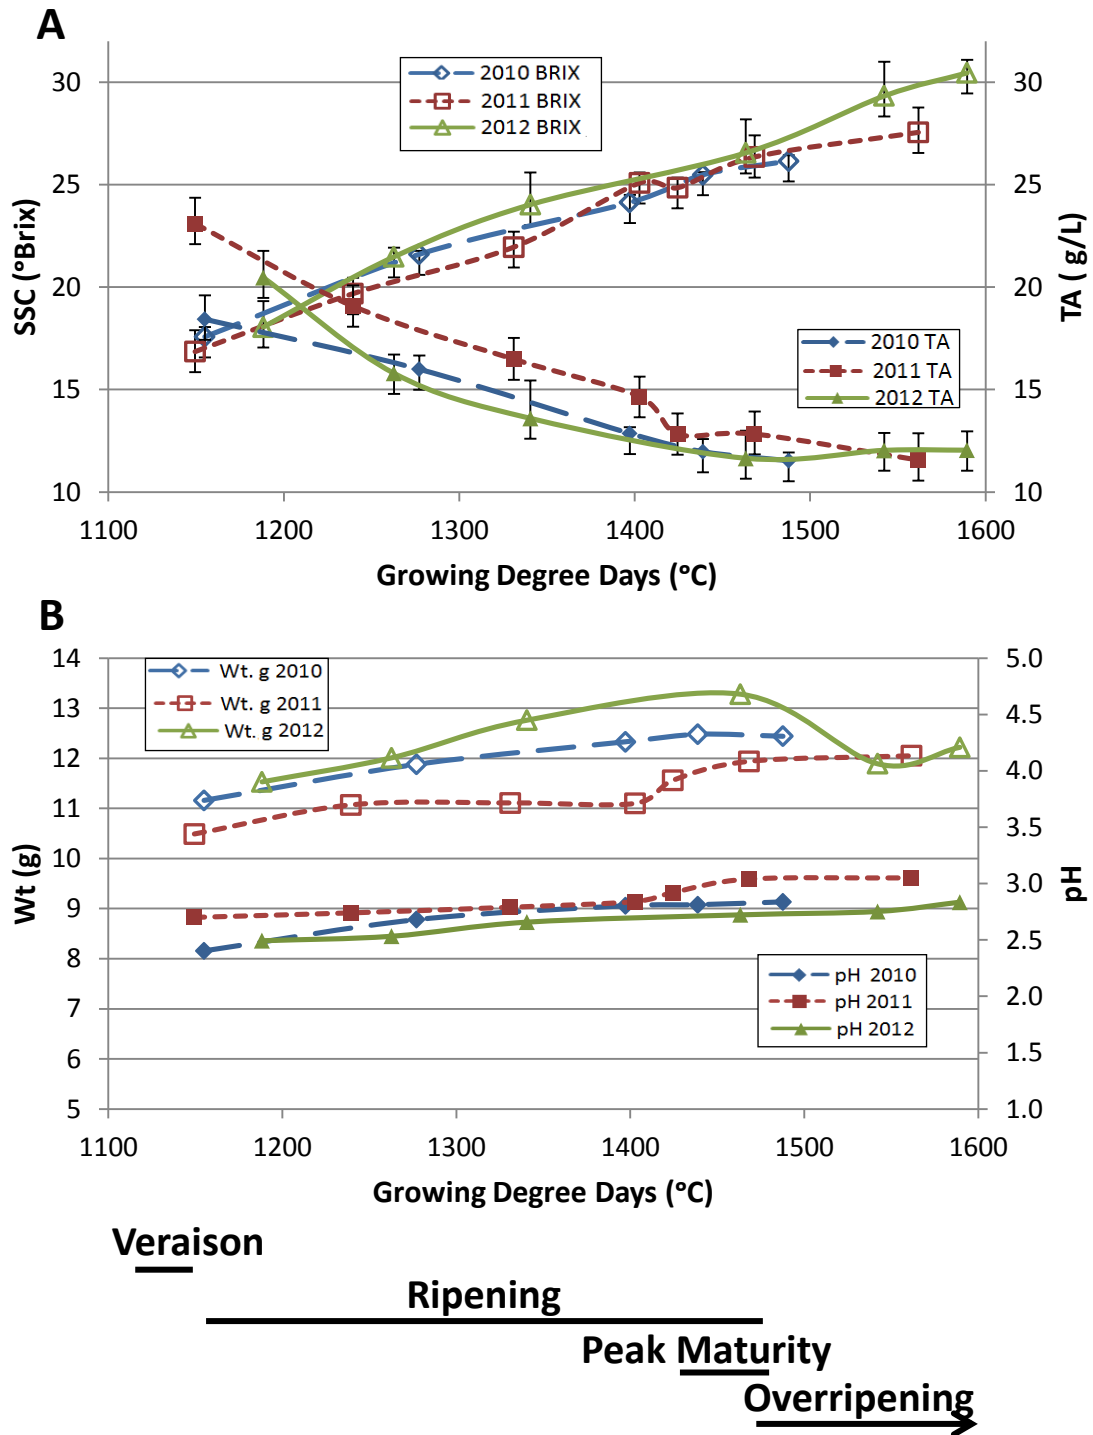 A
30
25
20
15
10
SSC (°Brix)
2010 BRIX
2011 BRIX
2012 BRIX
30
25
20
15
10
TA ( g/L)
2010 TA
2011 TA
2012 TA
1100 1200 1300 1400 1500 1600
Growing Degree Days (°C)
B
14
13
12
11
10
9
8
7
6
5
Wt (g)
Wt. g 2010
Wt. g 2011
Wt. g 2012
5.0
4.5
4.0
3.5
3.0
2.5
2.0
1.5
1.0
pH
pH 2010
pH 2011
pH 2012
1100 1200 1300 1400 1500 1600
Growing Degree Days (°C)
Veraison
Ripening
Peak Maturity
Overripening